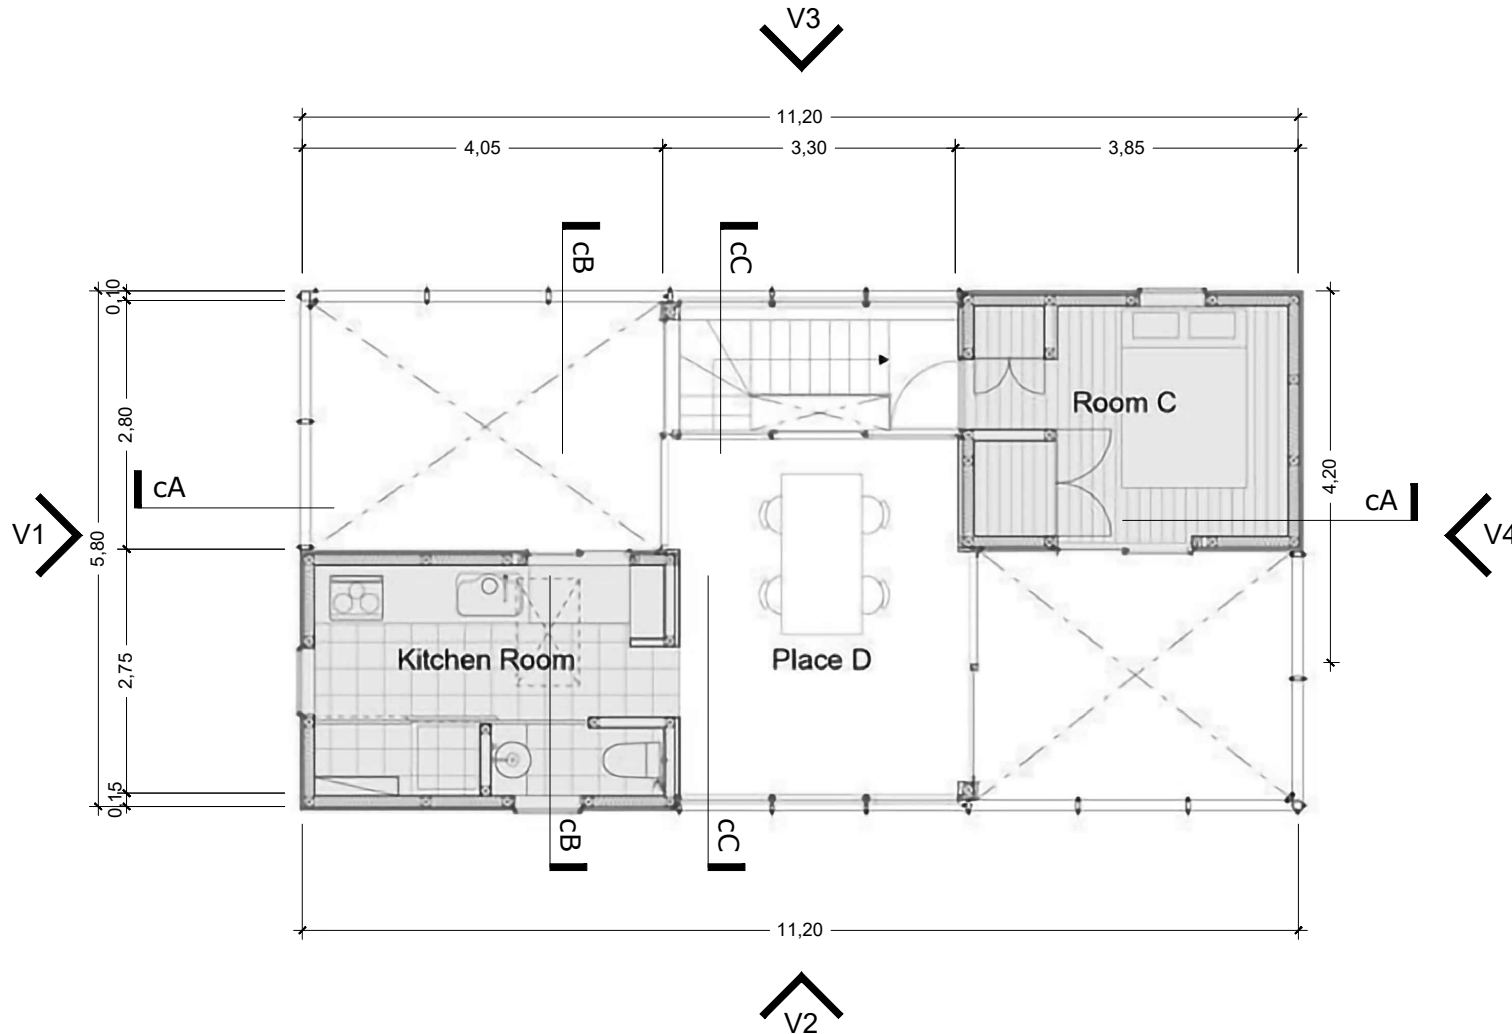 V3
11,20
4,05
3,30
3,85
cB
cC
0,10
2,80
Room C
4,20
cA
cA
V1
V4
5,80
2,75
Kitchen Room
Place D
0,15
cB
cC
11,20
V2